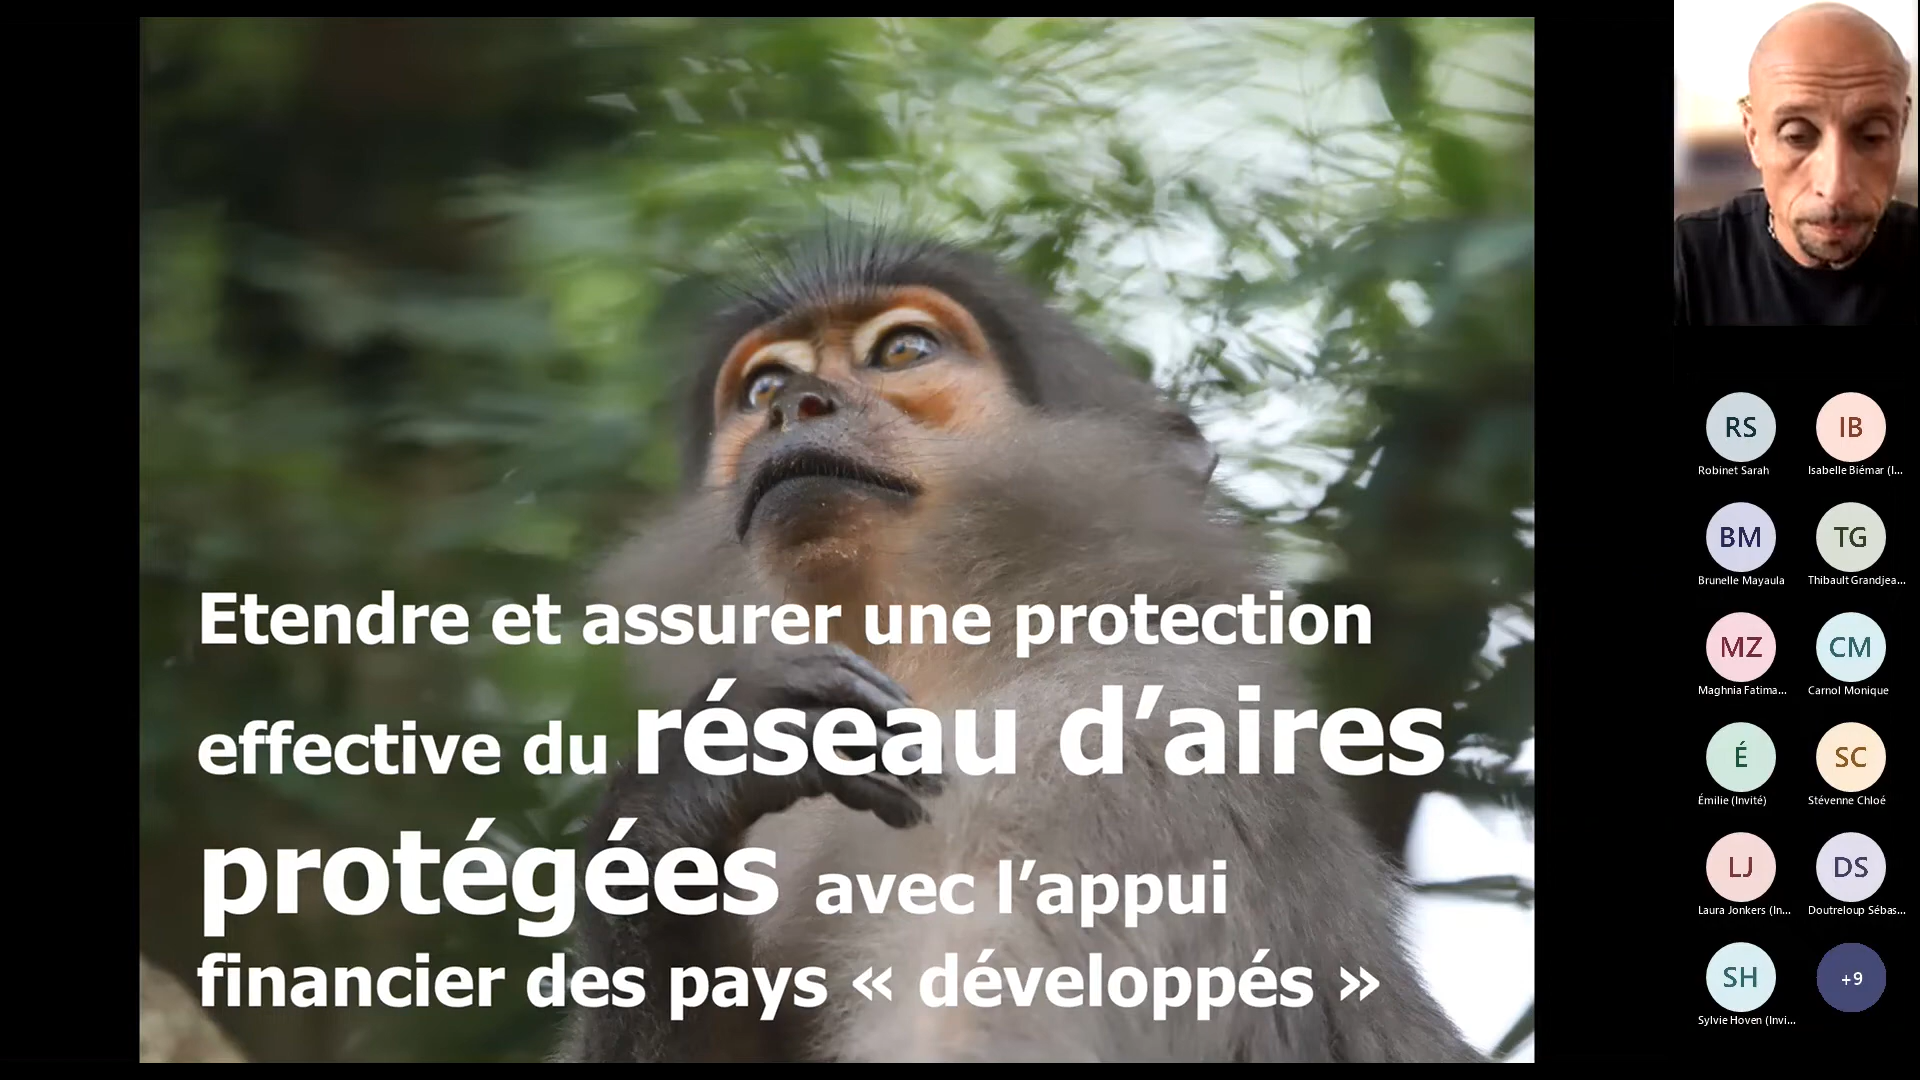 Etendre et assurer une protection
effective du réseau d’aires
protégées avec l’appui
financier des pays « développés »
RS
Robinet Sarah
IB
Isabelle Biémar (I...
BM
Brunelle Mayaula
TG
Thibault Grandjea...
MZ
Maghnia Fatima...
CM
Carnol Monique
É
Émilie (Invité)
SC
Stévenne Chloé
LJ
Laura Jonkers (In...
DS
Doutreloup Sébas...
SH
Sylvie Hoven (Invi...
+9